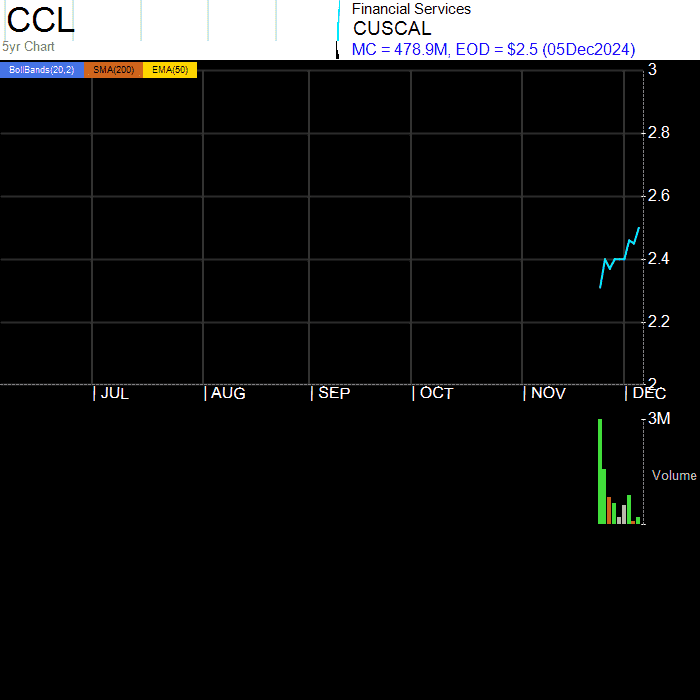 CCL
5yr Chart
Financial Services
CUSCAL
MC = 478.9M, EOD = $2.5 (05Dec2024)
BollBands(20,2) SMA(200) EMA(50)
3
2.8
2.6
2.4
2.2
2
| JUL | AUG | SEP | OCT | NOV | DEC
3M
Volume